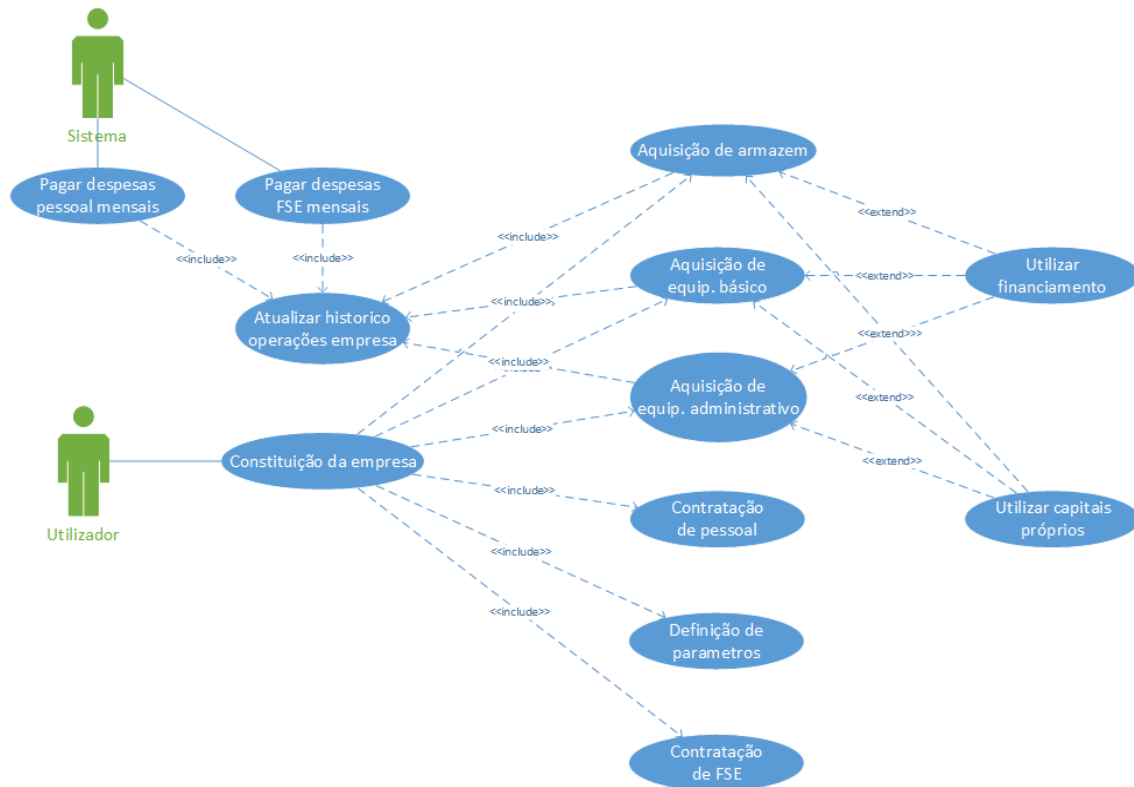 Sistema
Pagar despesas
pessoal mensais
Pagar despesas
FSE mensais
Aquisição de armazem
<<extend>>
<<include>>
<<include>>
<<include>>
Aquisição de
equip. básico
<<extend>>
Utilizar
financiamento
<<include>>
Atualizar historico
operações empresa
<<extend>>>
<<include>>
Aquisição de
equip. administrativo
<<extend>>
<<include>>
<<extend>>
Constituição da empresa
Utilizador
<<include>>
Contratação
de pessoal
Utilizar capitais
próprios
<<include>>
<<include>>
Definição de
parametros
Contratação
de FSE